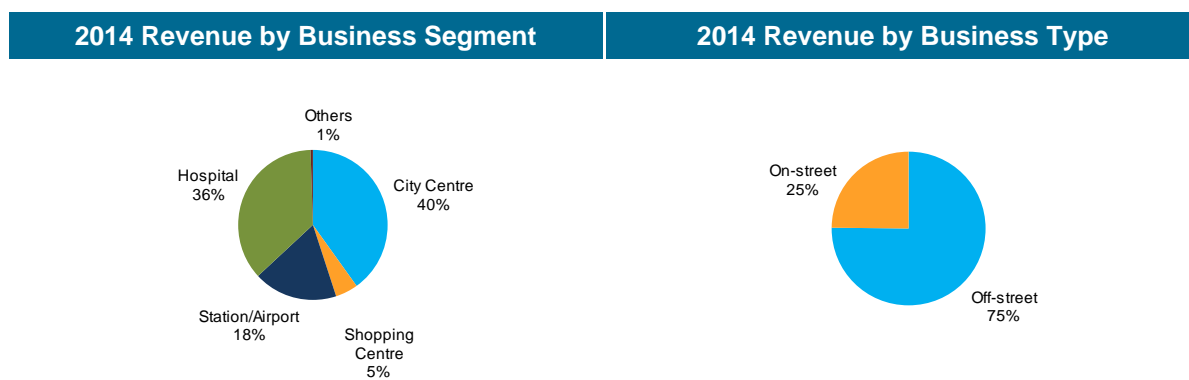 2014 Revenue by Business Segment
2014 Revenue by Business Type
Others
1%
Hospital
36%
City Centre
40%
Station/Airport
18%
Shopping
Centre
5%
On-street
25%
Off-street
75%